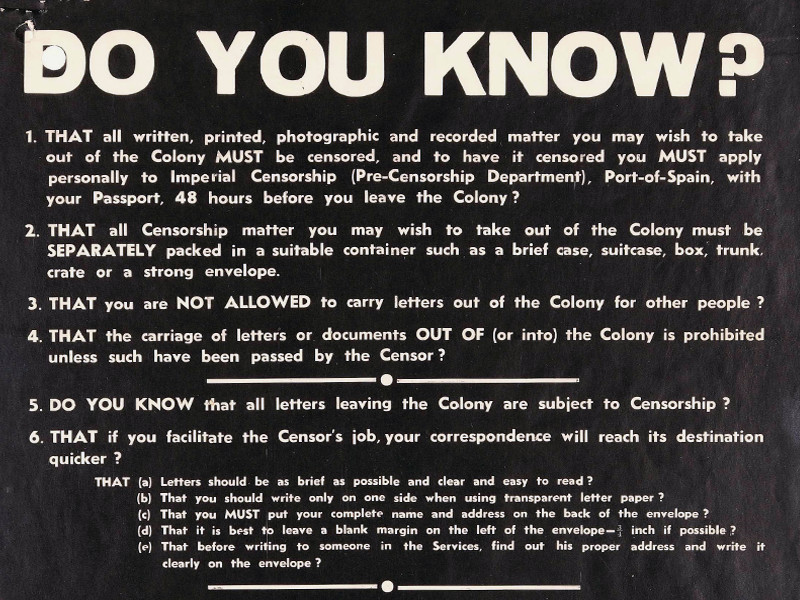 DO YOU KNOW?
1. THAT all written, printed, photographic and recorded matter you may wish to take
out of the Colony MUST be censored, and to have it censored you MUST apply
personally to Imperial Censorship (Pre-Censorship Department), Port-of-Spain, with
your Passport, 48 hours before you leave the Colony?
2. THAT all Censorship matter you may wish to take out of the Colony must be
SEPARATELY packed in a suitable container such as a brief case, suitcase, box, trunk,
crate or a strong envelope.
3. THAT you are NOT ALLOWED to carry letters out of the Colony for other people?
4. THAT the carriage of letters or documents OUT OF (or into) the Colony is prohibited
unless such have been passed by the Censor?
5. DO YOU KNOW that all letters leaving the Colony are subject to Censorship?
6. THAT if you facilitate the Censor's job, your correspondence will reach its destination
quicker?
THAT (a) Letters should be as brief as possible and clear and easy to read?
(b) That you should write only on one side when using transparent letter paper?
(c) That you MUST put your complete name and address on the back of the envelope?
(d) That it is best to leave a blank margin on the left of the envelope— inch if possible?
(e) That before writing to someone in the Services, find out his proper address and write it
clearly on the envelope?